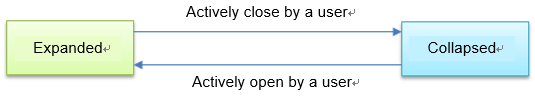 Actively close by a user
Expanded
Collapsed
Actively open by a user